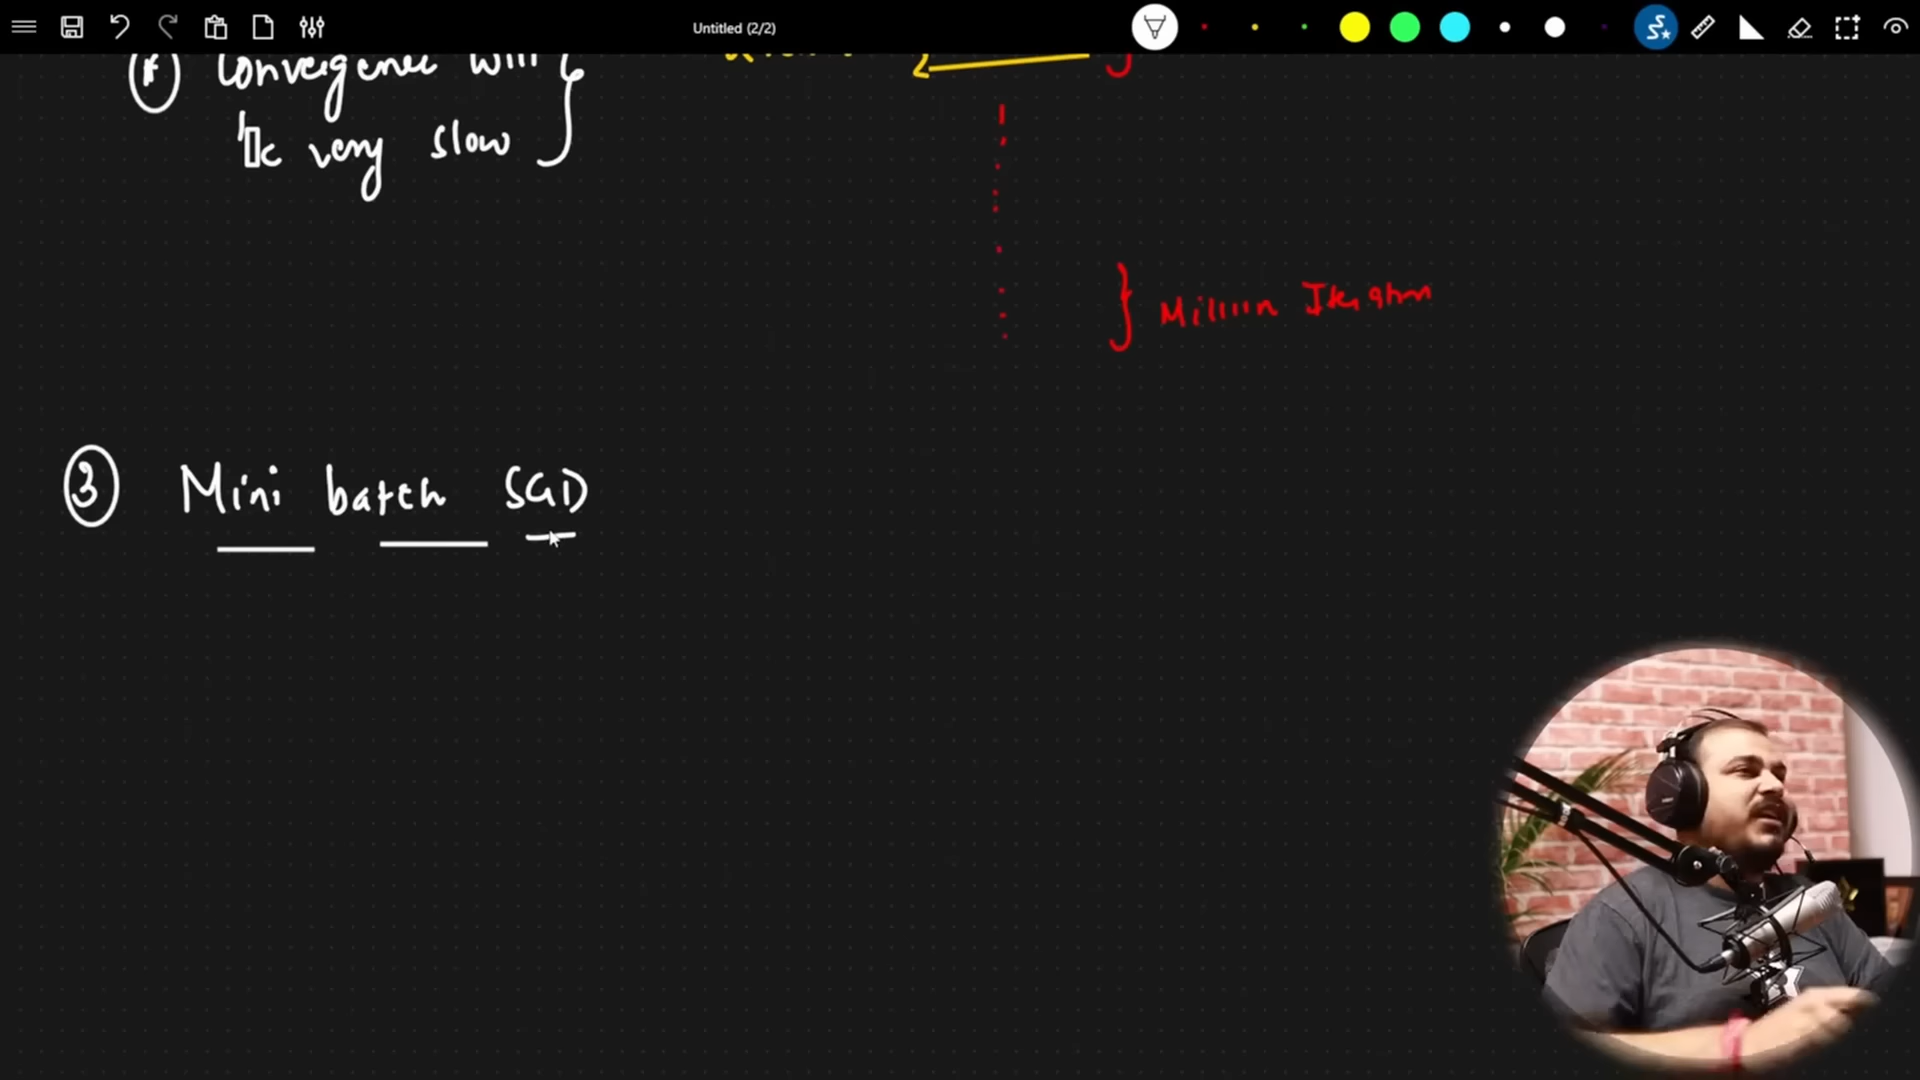 Untitled (2/2)
Convergence will
be very slow
Million Iteration
3 Mini batch SGD